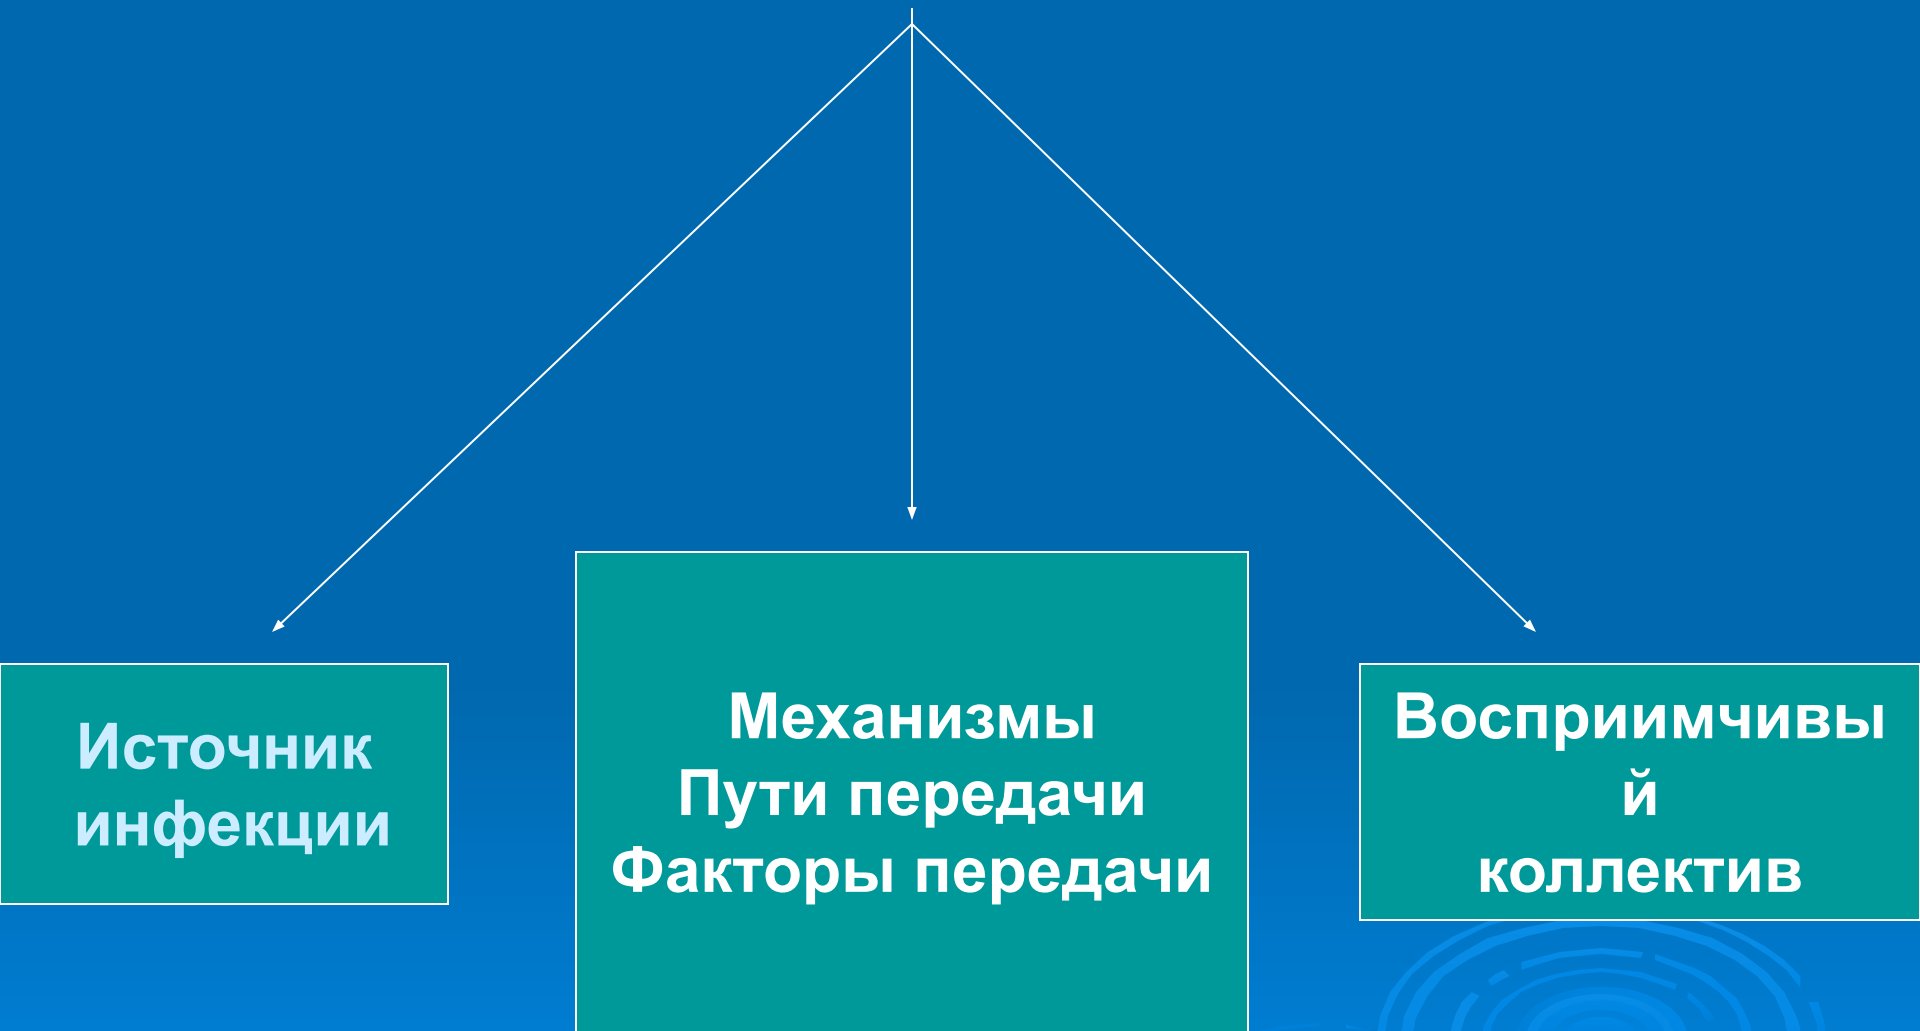 Источник
инфекции
Механизмы
Пути передачи
Факторы передачи
Восприимчивы
й
коллектив